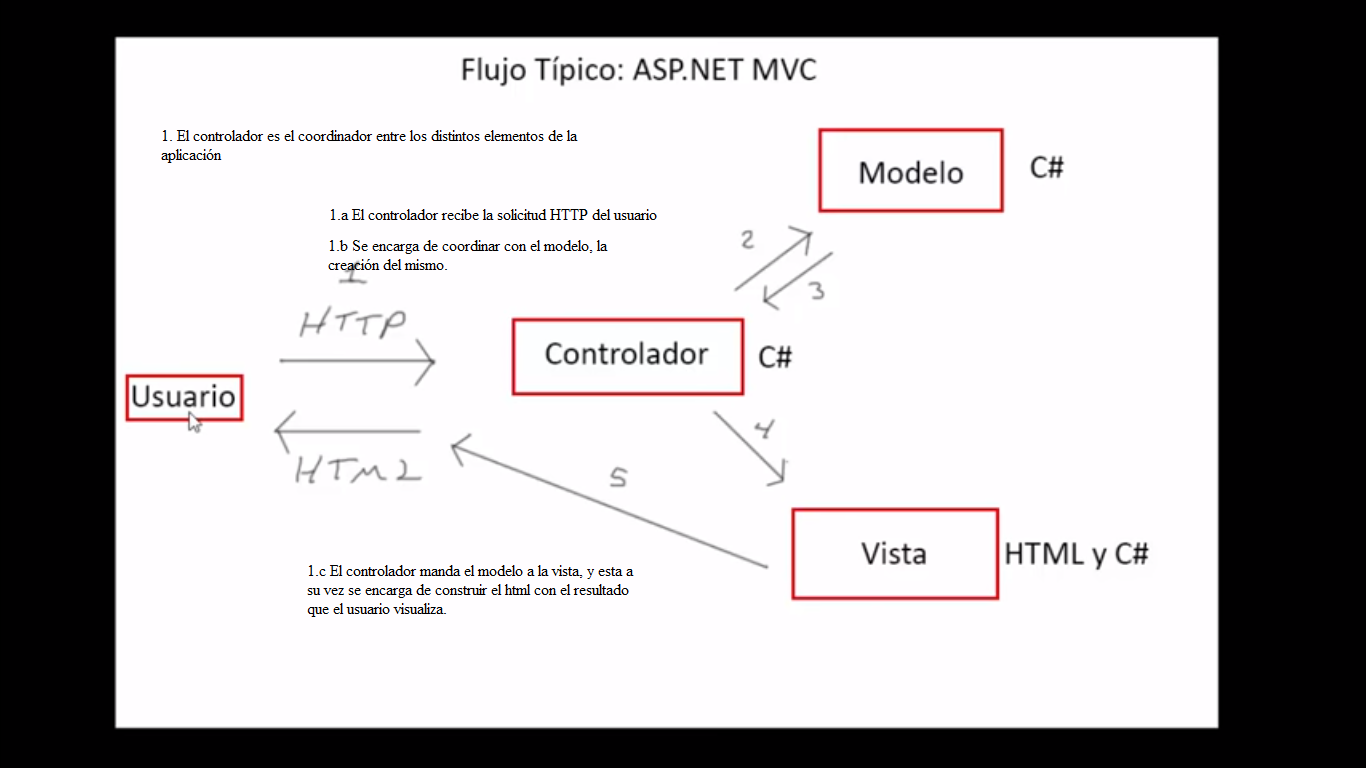 Flujo Típico: ASP.NET MVC
1. El controlador es el coordinador entre los distintos elementos de la
aplicación
Modelo
C#
1.a El controlador recibe la solicitud HTTP del usuario
1.b Se encarga de coordinar con el modelo, la
creación del mismo.
2
3
1
HTTP
Controlador
C#
Usuario
4
HTML
5
Vista
HTML y C#
1.c El controlador manda el modelo a la vista, y esta a
su vez se encarga de construir el html con el resultado
que el usuario visualiza.